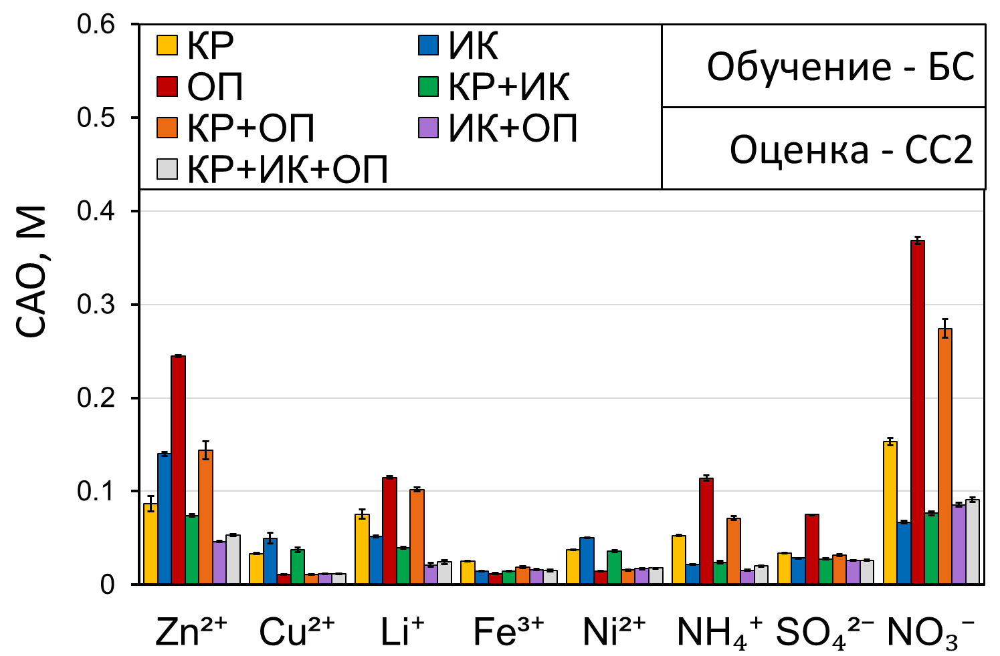 0.6
0.5
0.4
0.3
0.2
0.1
0
САО, М
КР
ИК
ОП
КР+ИК
КР+ОП
ИК+ОП
КР+ИК+ОП
Обучение - БС
Оценка - СС2
Zn²⁺ Cu²⁺ Li⁺ Fe³⁺ Ni²⁺ NH₄⁺ SO₄²⁻ NO₃⁻